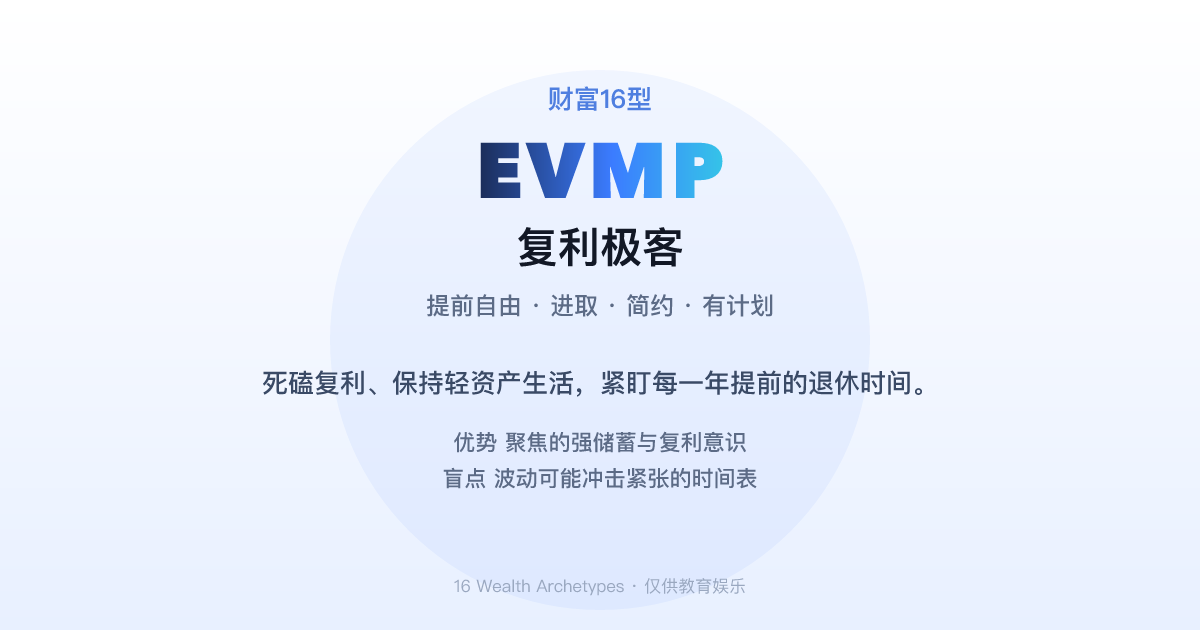 财富16型
EVMP
复利极客
提前自由 · 进取 · 简约 · 有计划
死磕复利、保持轻资产生活，紧盯每一年提前的退休时间。
优势 聚焦的强储蓄与复利意识
盲点 波动可能冲击紧张的时间表
16 Wealth Archetypes · 仅供教育娱乐